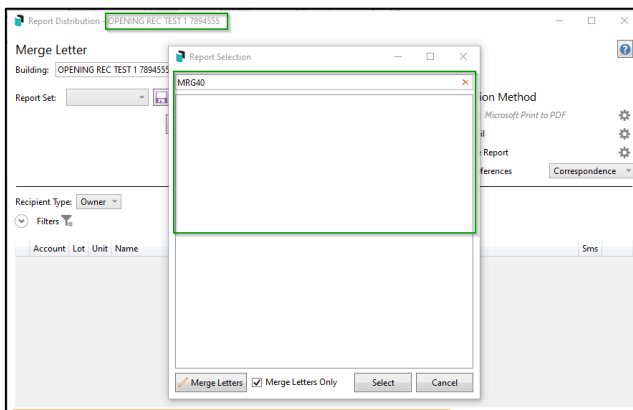 Report Distribution - OPENING REC TEST 1 7894555
Merge Letter
Building: OPENING REC TEST 1 7894555
Report Set:
Report Selection
MRG40
ion Method
Microsoft Print to PDF
il
Report
ferences Correspondence
Recipient Type: Owner
Filters
Account Lot Unit Name Sms
Merge Letters Merge Letters Only Select Cancel